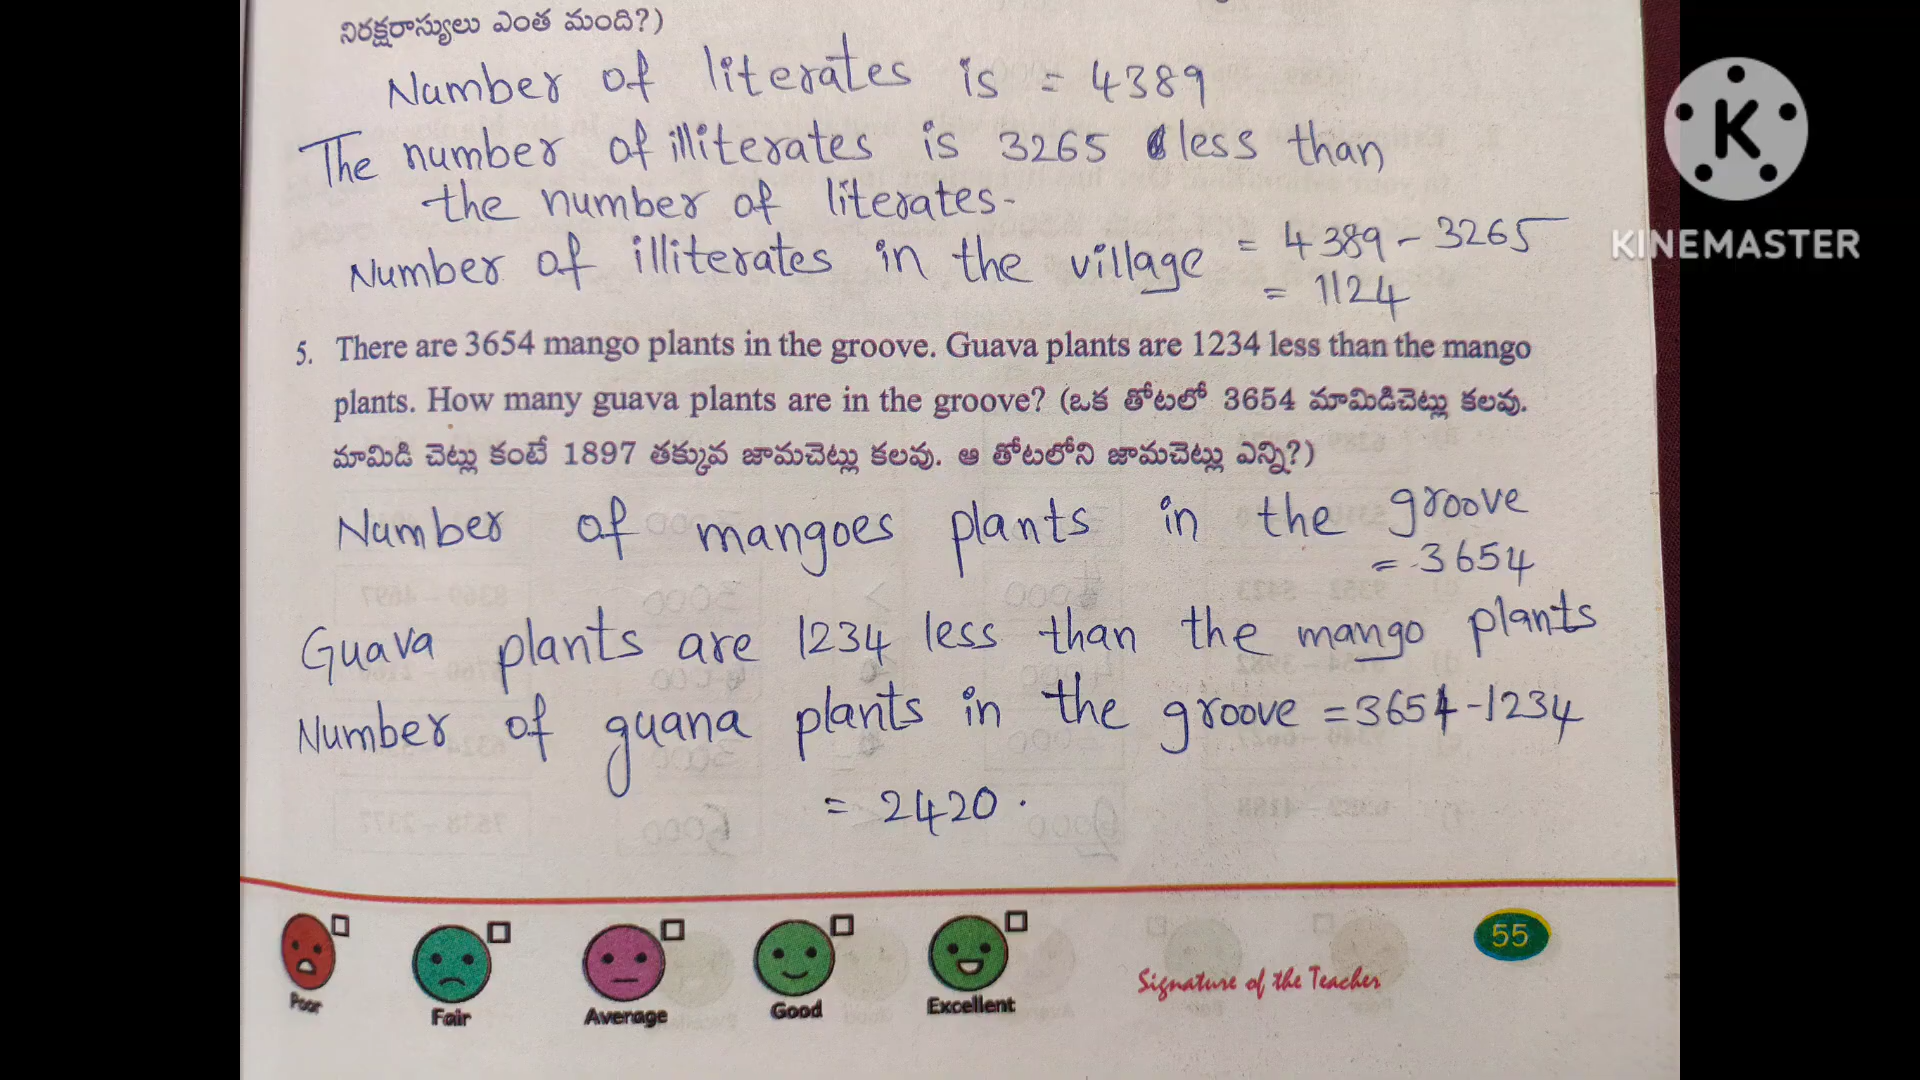 నిరక్షరాస్యులు ఎంత మంది?)
Number of literates is = 4389
The number of illiterates is 3265 less than
the number of literates-
Number of illiterates in the village = 4389 - 3265
= 1124
5. There are 3654 mango plants in the groove. Guava plants are 1234 less than the mango
plants. How many guava plants are in the groove? (ఒక తోటలో 3654 మామిడిచెట్లు కలవు.
మామిడి చెట్లు కంటే 1897 తక్కువ జామచెట్లు కలవు. ఆ తోటలోని జామచెట్లు ఎన్ని?)
Number of mangoes plants in the groove
= 3654
Guava plants are 1234 less than the mango plants
Number of guana plants in the groove = 3654 - 1234
= 2420.
Poor
Fair
Average
Good
Excellent
Signature of the Teacher
55
K
KINEMASTER